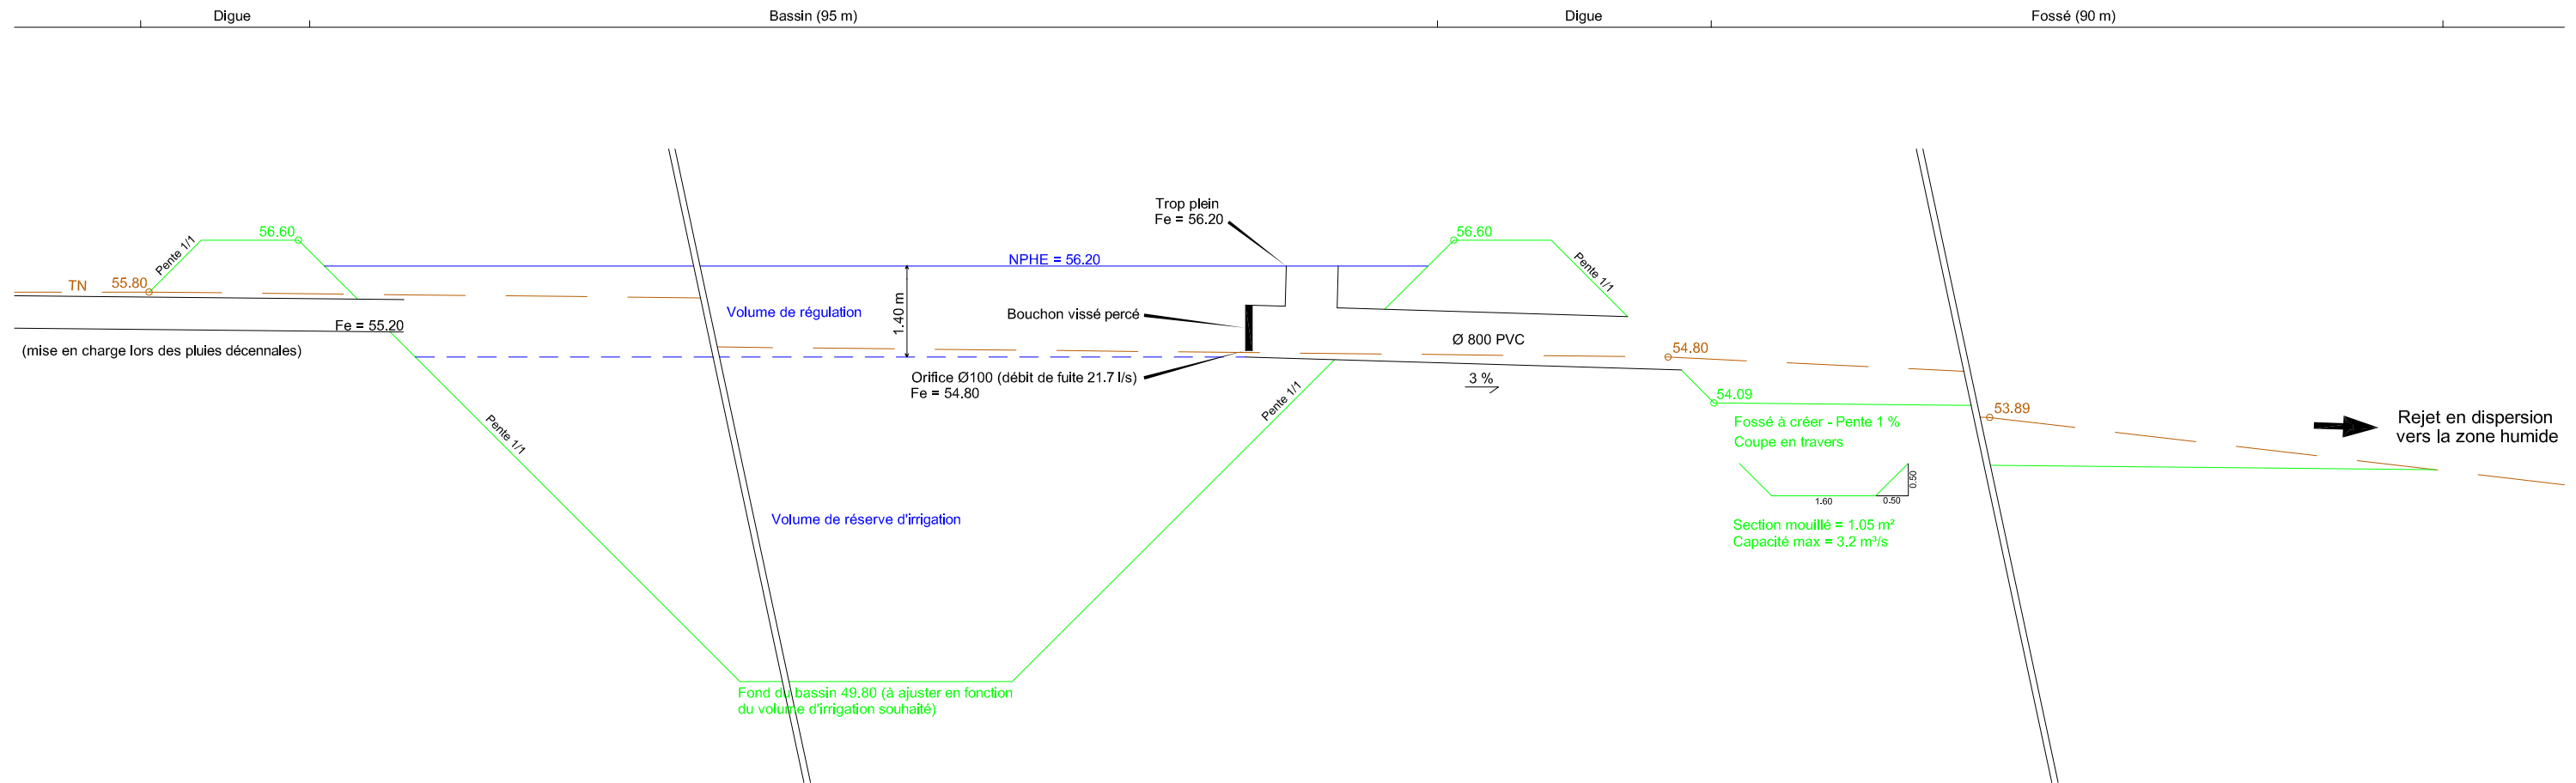 Digue
Bassin (95 m)
Digue
Fossé (90 m)
Trop plein
Fe = 56.20
56.60
Pente 1/1
NPHE = 56.20
56.60
Pente 1/1
TN
55.80
Fe = 55.20
(mise en charge lors des pluies décennales)
Volume de régulation
1.40 m
Bouchon vissé percé
Ø 800 PVC
54.80
Orifice Ø100 (débit de fuite 21.7 l/s)
Fe = 54.80
3 %
Pente 1/1
Pente 1/1
54.09
53.89
Fossé à créer - Pente 1 %
Coupe en travers
Rejet en dispersion
vers la zone humide
0.50
1.60
0.50
Volume de réserve d'irrigation
Section mouillé = 1.05 m²
Capacité max = 3.2 m³/s
Fond du bassin 49.80 (à ajuster en fonction
du volume d'irrigation souhaité)